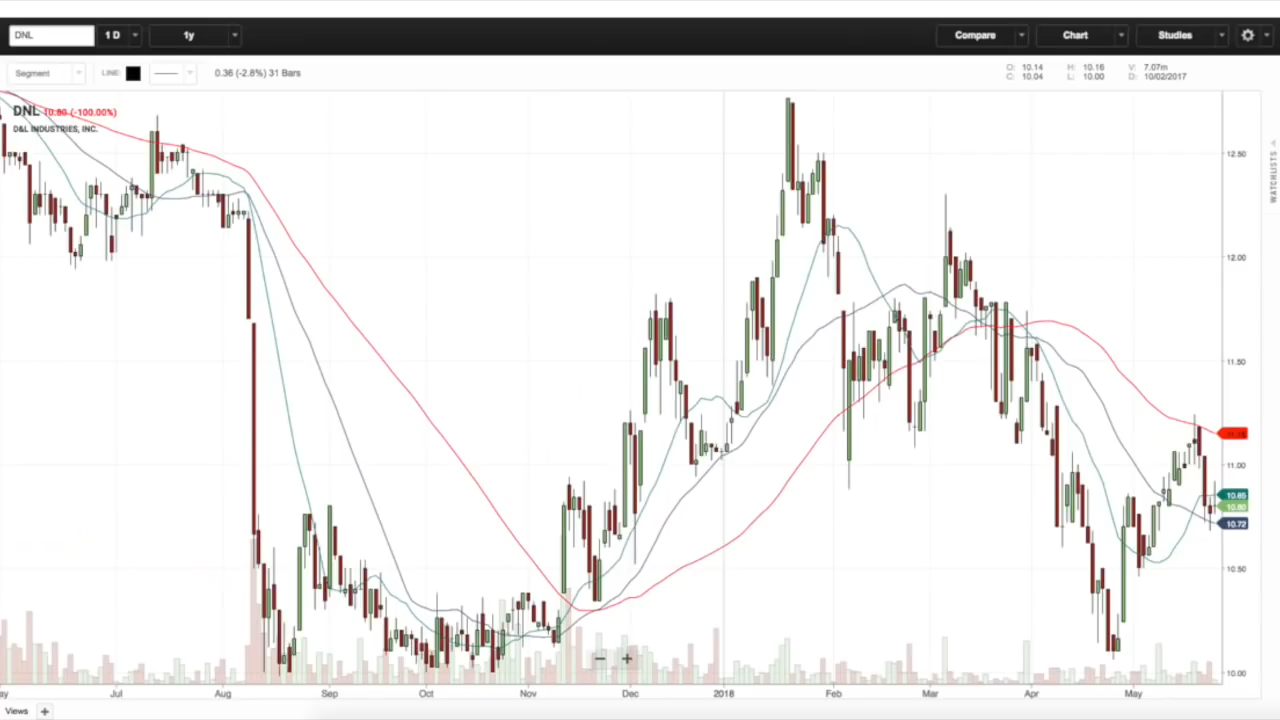 DNL 1 D 1y Compare Chart Studies
Segment LINE: 0.36 (-2.8%) 31 Bars O: 10.14 H: 10.16 V: 7.07m
C: 10.04 L: 10.00 D: 10/02/2017
DNL 10.80 (-100.00%)
D&L INDUSTRIES, INC.
WATCHLISTS
12.50
12.00
11.50
11.00
10.85
10.80
10.72
10.50
10.00
− +
ay Jul Aug Sep Oct Nov Dec 2018 Feb Mar Apr May
Views +